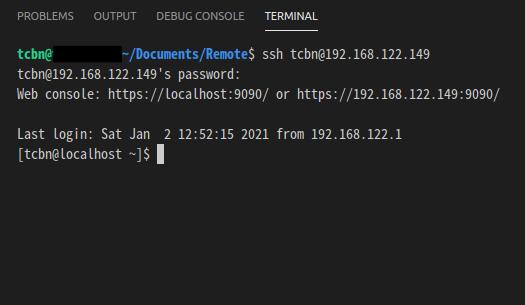 PROBLEMS OUTPUT DEBUG CONSOLE TERMINAL
tcbn@ ~/Documents/Remote$ ssh tcbn@192.168.122.149
tcbn@192.168.122.149's password:
Web console: https://localhost:9090/ or https://192.168.122.149:9090/
Last login: Sat Jan  2 12:52:15 2021 from 192.168.122.1
[tcbn@localhost ~]$